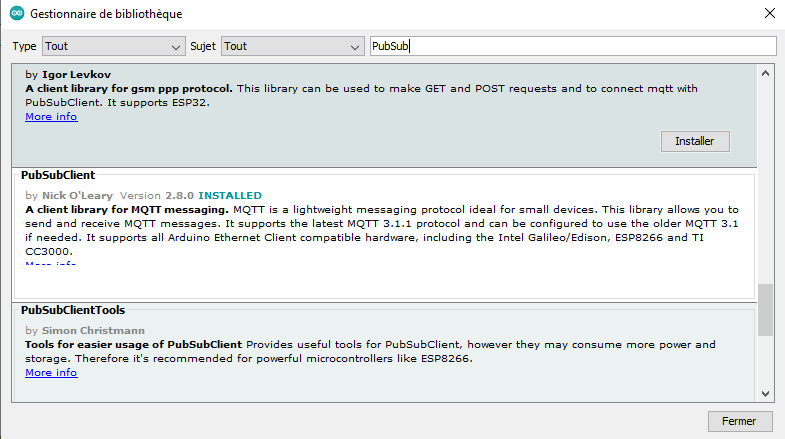 Gestionnaire de bibliothèque
Type Tout Sujet Tout PubSub
by Igor Levkov
A client library for gsm ppp protocol. This library can be used to make GET and POST requests and to connect mqtt with
PubSubClient. It supports ESP32.
More info
Installer
PubSubClient
by Nick O'Leary Version 2.8.0 INSTALLED
A client library for MQTT messaging. MQTT is a lightweight messaging protocol ideal for small devices. This library allows you to
send and receive MQTT messages. It supports the latest MQTT 3.1.1 protocol and can be configured to use the older MQTT 3.1
if needed. It supports all Arduino Ethernet Client compatible hardware, including the Intel Galileo/Edison, ESP8266 and TI
CC3000.
More info
PubSubClientTools
by Simon Christmann
Tools for easier usage of PubSubClient Provides useful tools for PubSubClient, however they may consume more power and
storage. Therefore it's recommended for powerful microcontrollers like ESP8266.
More info
Fermer